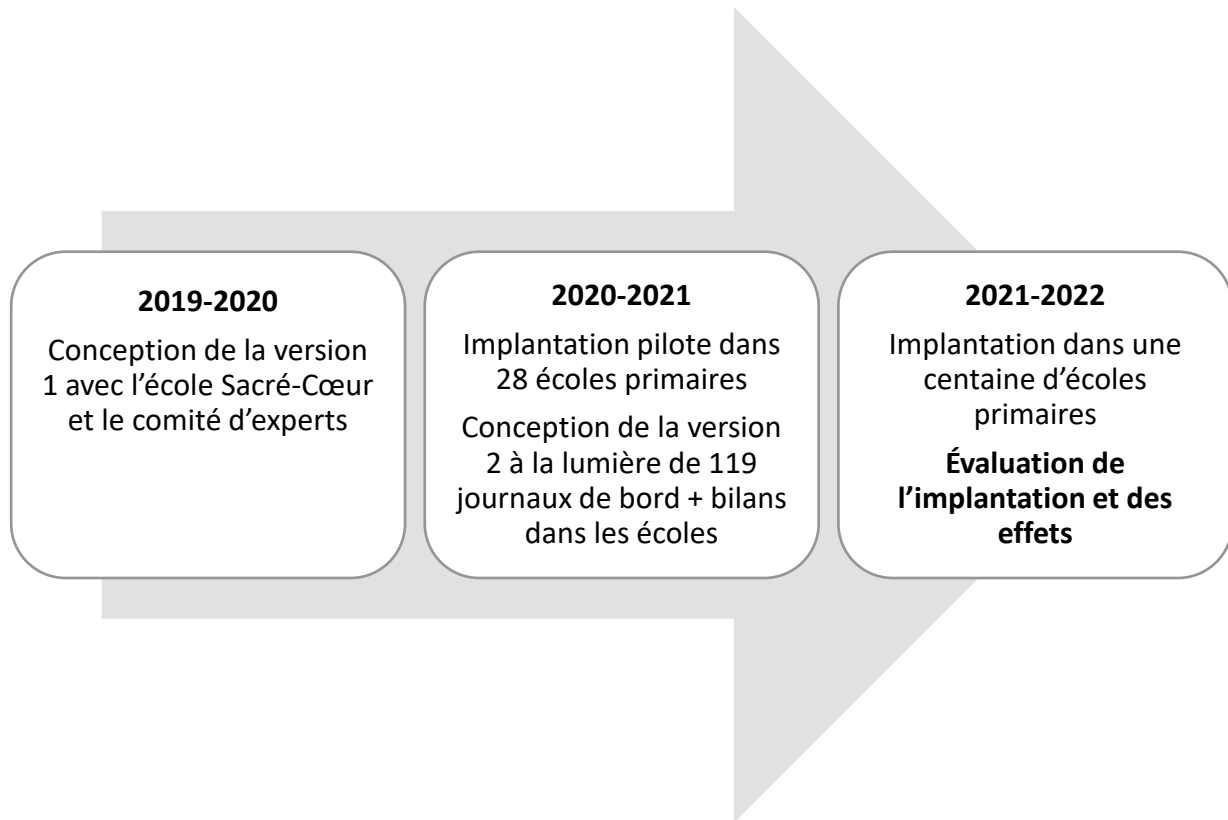 2019-2020
Conception de la version
1 avec l'école Sacré-Cœur
et le comité d'experts
2020-2021
Implantation pilote dans
28 écoles primaires
Conception de la version
2 à la lumière de 119
journaux de bord + bilans
dans les écoles
2021-2022
Implantation dans une
centaine d'écoles
primaires
Évaluation de
l'implantation et des
effets